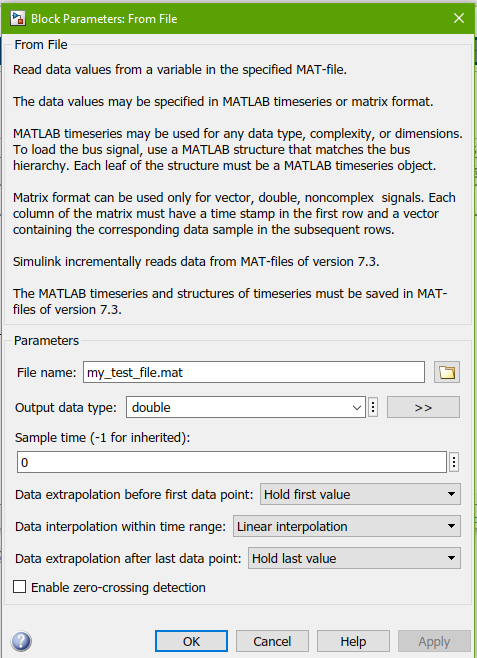 Block Parameters: From File
From File
Read data values from a variable in the specified MAT-file.
The data values may be specified in MATLAB timeseries or matrix format.
MATLAB timeseries may be used for any data type, complexity, or dimensions.
To load the bus signal, use a MATLAB structure that matches the bus
hierarchy. Each leaf of the structure must be a MATLAB timeseries object.
Matrix format can be used only for vector, double, noncomplex  signals. Each
column of the matrix must have a time stamp in the first row and a vector
containing the corresponding data sample in the subsequent rows.
Simulink incrementally reads data from MAT-files of version 7.3.
The MATLAB timeseries and structures of timeseries must be saved in MAT-
files of version 7.3.
Parameters
File name: my_test_file.mat
Output data type: double >>
Sample time (-1 for inherited):
0
Data extrapolation before first data point: Hold first value
Data interpolation within time range: Linear interpolation
Data extrapolation after last data point: Hold last value
Enable zero-crossing detection
? OK Cancel Help Apply